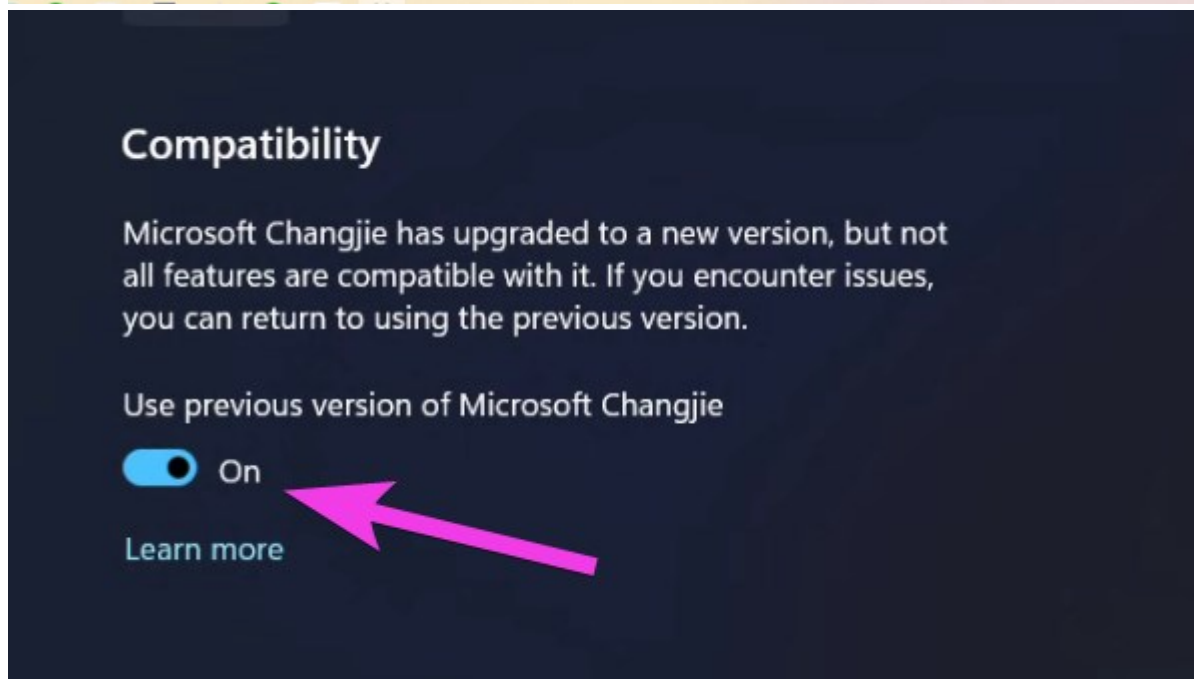 Compatibility
Microsoft Changjie has upgraded to a new version, but not
all features are compatible with it. If you encounter issues,
you can return to using the previous version.
Use previous version of Microsoft Changjie
On
Learn more